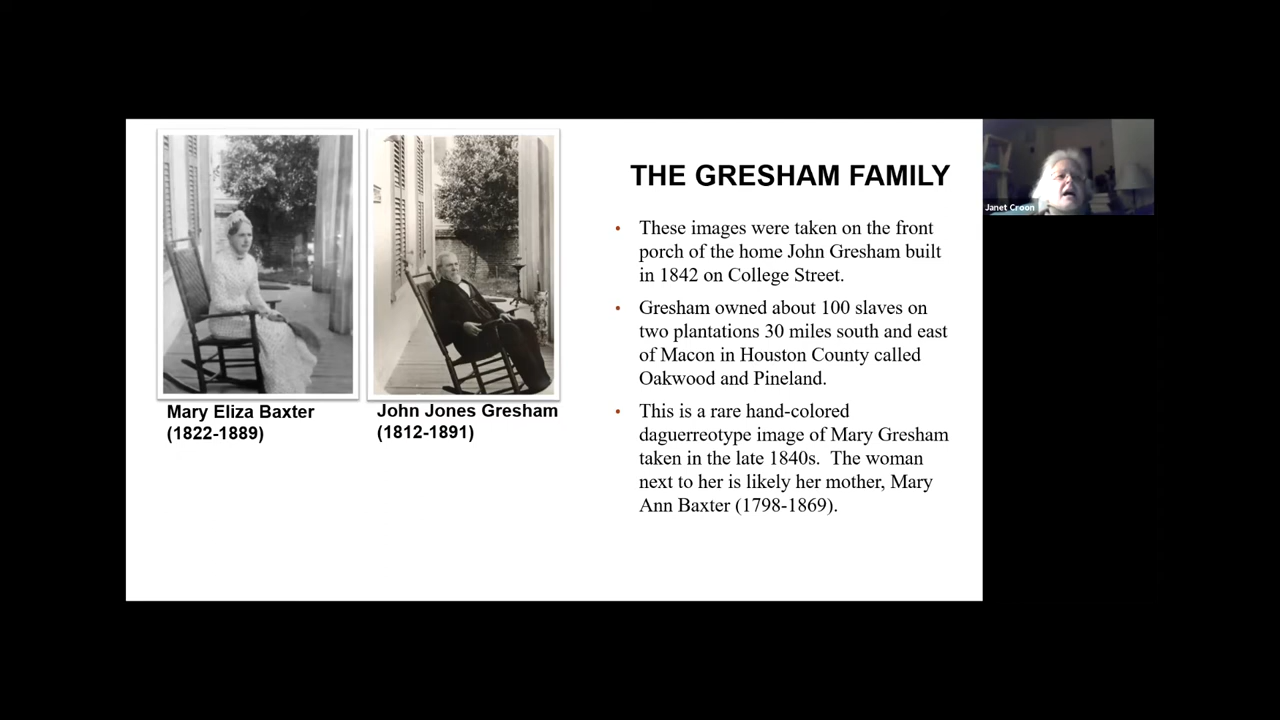 THE GRESHAM FAMILY
Janet Croon
• These images were taken on the front
porch of the home John Gresham built
in 1842 on College Street.
• Gresham owned about 100 slaves on
two plantations 30 miles south and east
of Macon in Houston County called
Oakwood and Pineland.
• This is a rare hand-colored
daguerreotype image of Mary Gresham
taken in the late 1840s.  The woman
next to her is likely her mother, Mary
Ann Baxter (1798-1869).
Mary Eliza Baxter
(1822-1889)
John Jones Gresham
(1812-1891)